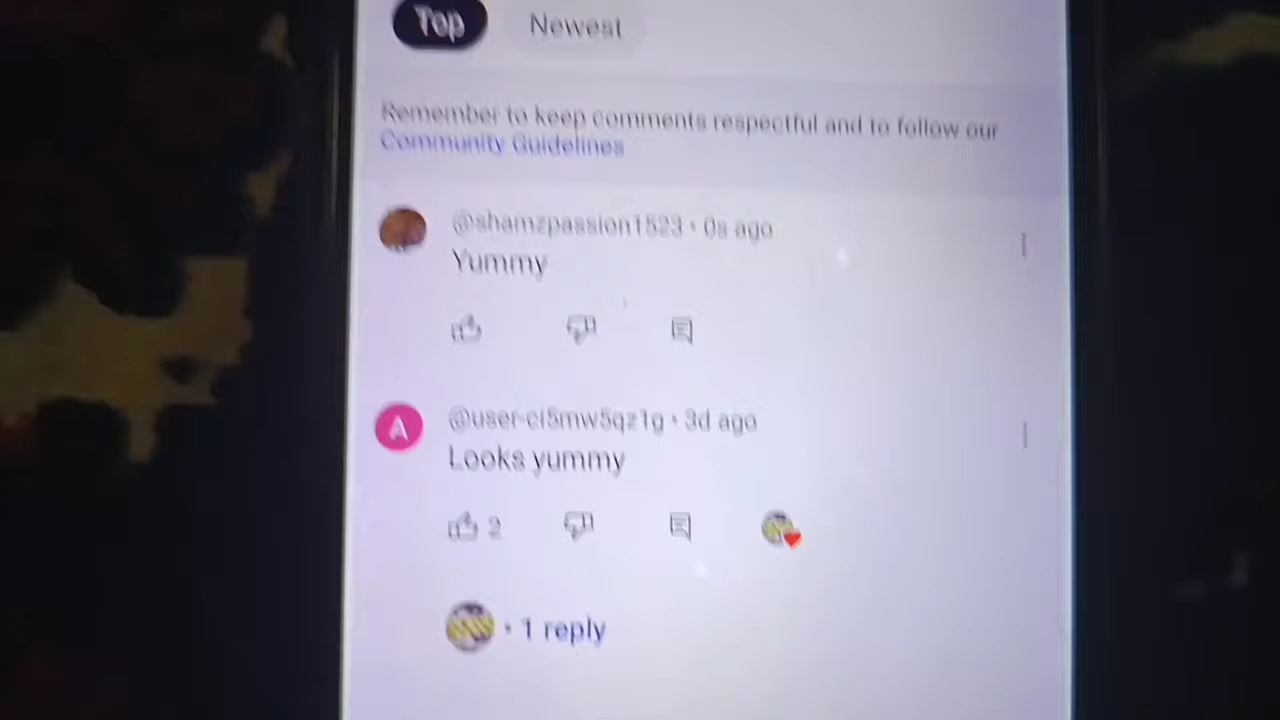 Top
Newest
Remember to keep comments respectful and to follow our
Community Guidelines
@shamzpassion1523 • 0s ago
Yummy
A
@user-ci5mw5qz1g • 3d ago
Looks yummy
2
• 1 reply